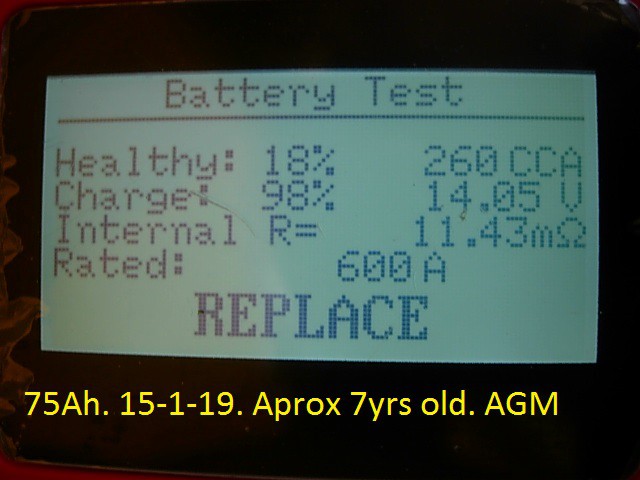 Battery Test
Healthy: 18% 260 CCA
Charge: 98% 14.05 V
Internal R= 11.43mΩ
Rated: 600 A
REPLACE
75Ah. 15-1-19. Aprox 7yrs old. AGM